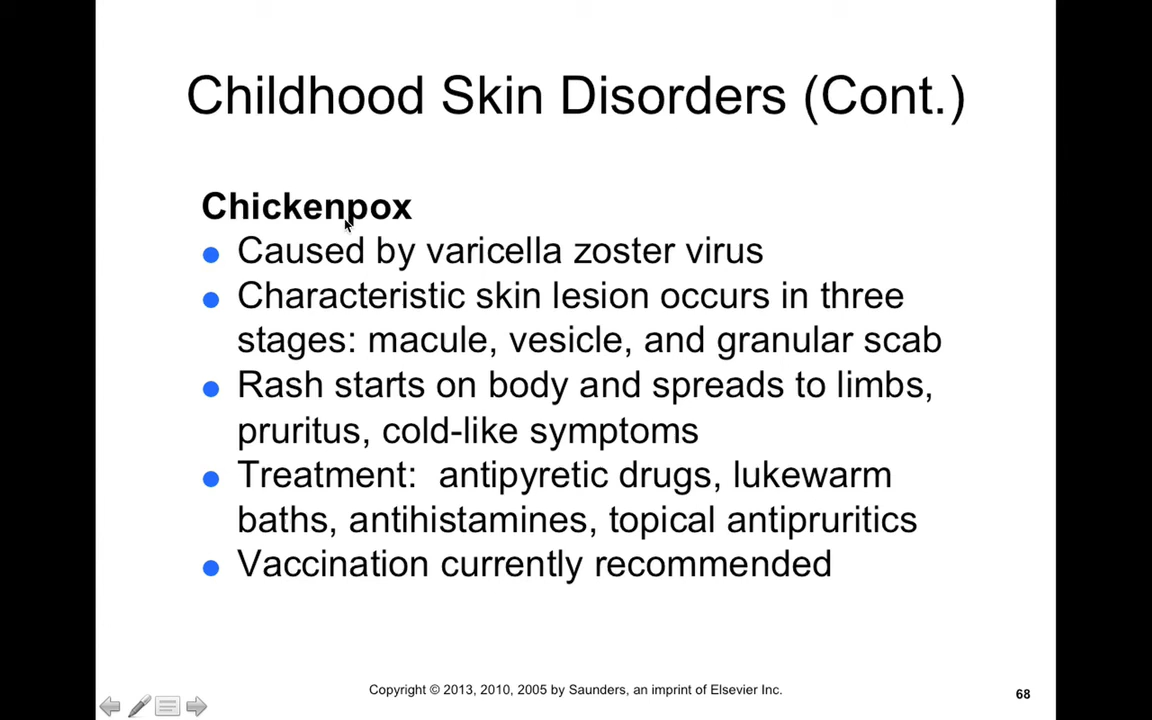 Childhood Skin Disorders (Cont.)
Chickenpox
● Caused by varicella zoster virus
● Characteristic skin lesion occurs in three
stages: macule, vesicle, and granular scab
● Rash starts on body and spreads to limbs,
pruritus, cold-like symptoms
● Treatment:  antipyretic drugs, lukewarm
baths, antihistamines, topical antipruritics
● Vaccination currently recommended
Copyright © 2013, 2010, 2005 by Saunders, an imprint of Elsevier Inc.
68